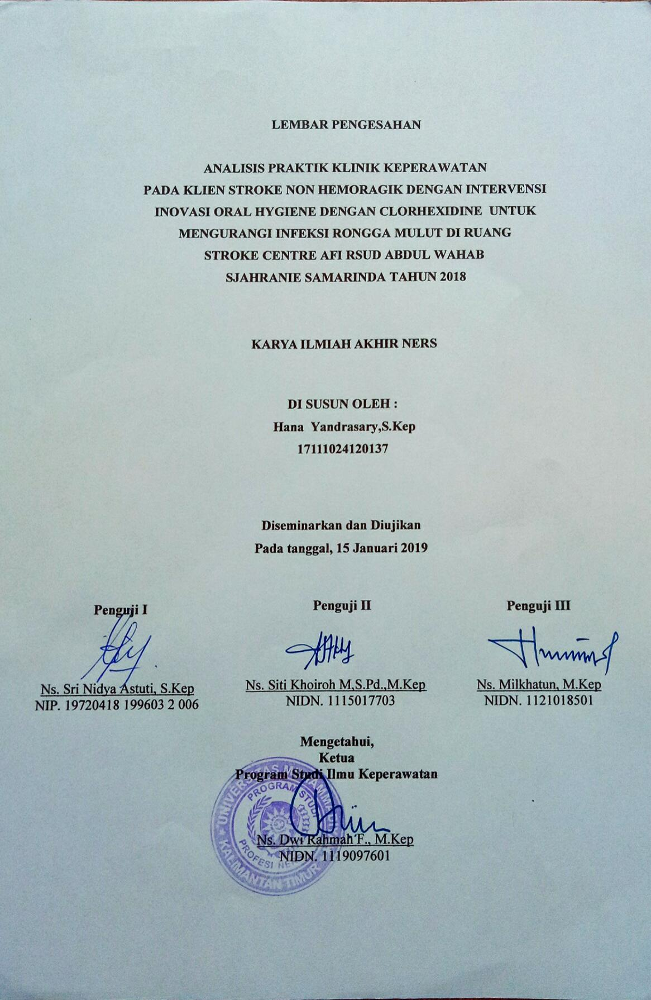 LEMBAR PENGESAHAN
ANALISIS PRAKTIK KLINIK KEPERAWATAN
PADA KLIEN STROKE NON HEMORAGIK DENGAN INTERVENSI
INOVASI ORAL HYGIENE DENGAN CLORHEXIDINE UNTUK
MENGURANGI INFEKSI RONGGA MULUT DI RUANG
STROKE CENTRE AFI RSUD ABDUL WAHAB
SJAHRANIE SAMARINDA TAHUN 2018
KARYA ILMIAH AKHIR NERS
DI SUSUN OLEH :
Hana Yandrasary,S.Kep
17111024120137
Diseminarkan dan Diujikan
Pada tanggal, 15 Januari 2019
Penguji I
Penguji II
Penguji III
Ns. Sri Nidya Astuti, S.Kep
Ns. Siti Khoiroh M,S.Pd.,M.Kep
Ns. Milkhatun, M.Kep
NIP. 19720418 199603 2 006
NIDN. 1115017703
NIDN. 1121018501
Mengetahui,
Ketua
Program Studi Ilmu Keperawatan
UNIVERSITAS
PROGRAM STUDI
Ns. Dwi Rahmah F., M.Kep
NIDN. 1119097601
PROFESI NERS
KALIMANTAN TIMUR